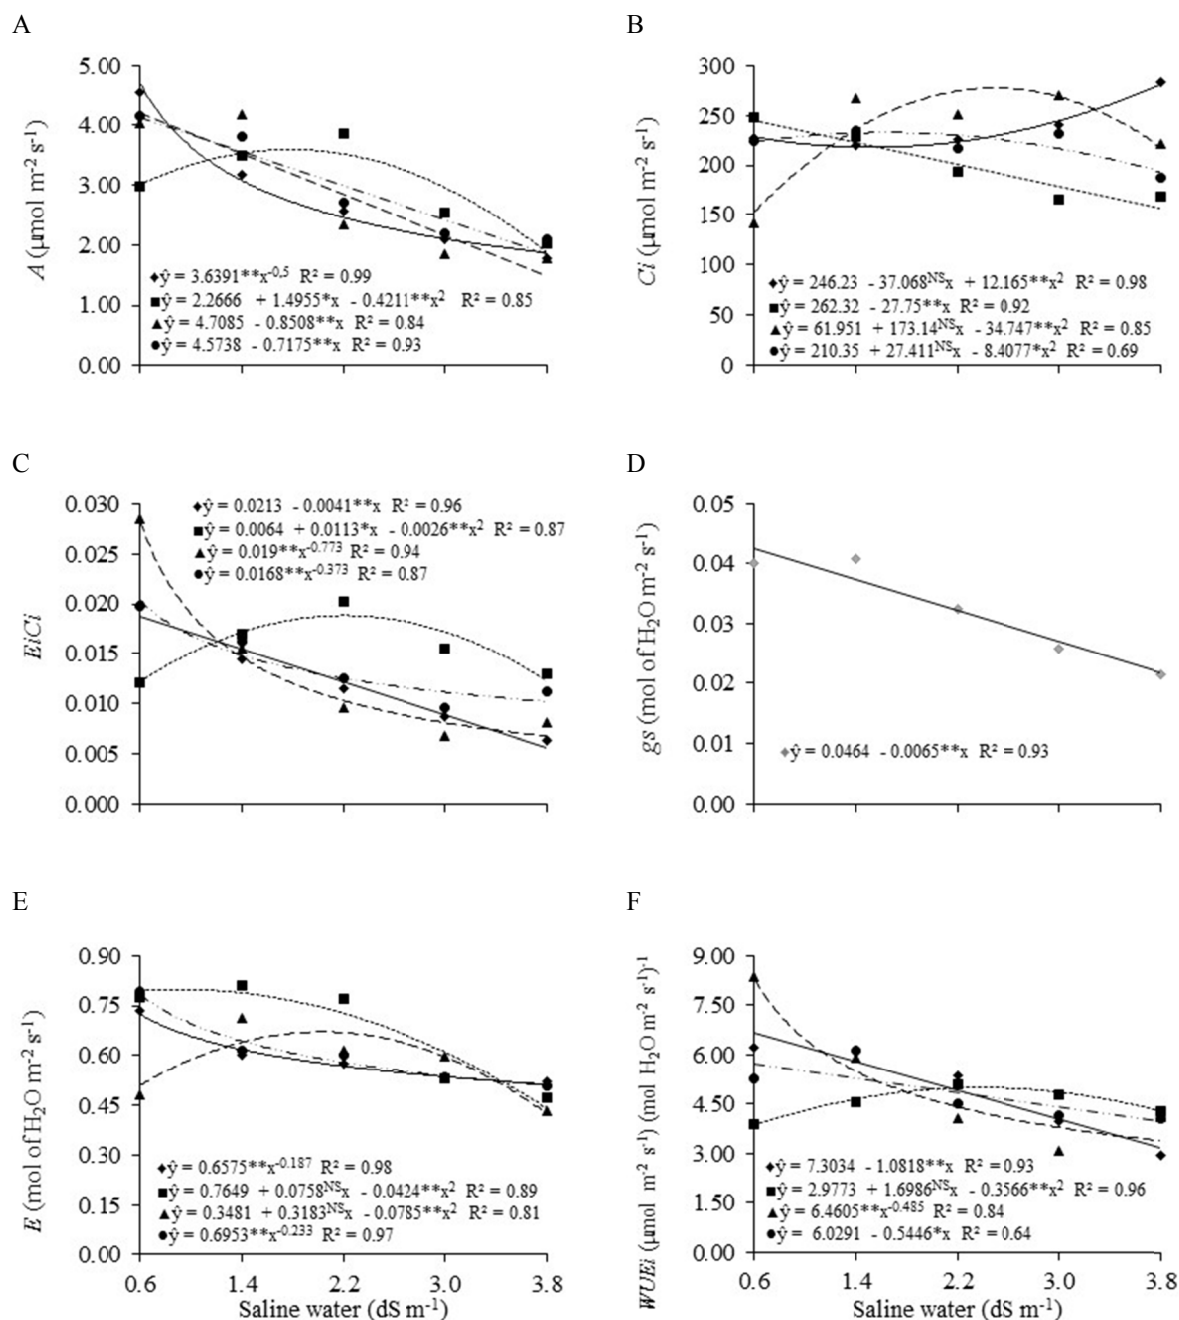 A
B
5.00
4.00
3.00
2.00
1.00
0.00
A (μmol m-2 s-1)
ŷ = 3.6391**x-0,5 R² = 0.99
ŷ = 2.2666 + 1.4955*x - 0.4211**x² R² = 0.85
ŷ = 4.7085 - 0.8508**x R² = 0.84
ŷ = 4.5738 - 0.7175**x R² = 0.93
300
250
200
150
100
50
0
Ci (μmol m-2 s-1)
ŷ = 246.23 - 37.068NSx + 12.165**x² R² = 0.98
ŷ = 262.32 - 27.75**x R² = 0.92
ŷ = 61.951 + 173.14NSx - 34.747**x² R² = 0.85
ŷ = 210.35 + 27.411NSx - 8.4077*x² R² = 0.69
C
D
0.030
0.025
0.020
0.015
0.010
0.005
0.000
EiCi
ŷ = 0.0213 - 0.0041**x R² = 0.96
ŷ = 0.0064 + 0.0113*x - 0.0026**x² R² = 0.87
ŷ = 0.019**x-0.773 R² = 0.94
ŷ = 0.0168**x-0.373 R² = 0.87
0.05
0.04
0.03
0.02
0.01
0.00
gs (mol of H2O m-2 s-1)
ŷ = 0.0464 - 0.0065**x R² = 0.93
E
F
0.90
0.75
0.60
0.45
0.30
0.15
0.00
E (mol of H2O m-2 s-1)
ŷ = 0.6575**x-0.187 R² = 0.98
ŷ = 0.7649 + 0.0758NSx - 0.0424**x² R² = 0.89
ŷ = 0.3481 + 0.3183NSx - 0.0785**x² R² = 0.81
ŷ = 0.6953**x-0.233 R² = 0.97
0.6 1.4 2.2 3.0 3.8
Saline water (dS m-1)
9.00
7.50
6.00
4.50
3.00
1.50
0.00
WUEi (μmol m-2 s-1) (mol H2O m-2 s-1)-1
ŷ = 7.3034 - 1.0818**x R² = 0.93
ŷ = 2.9773 + 1.6986NSx - 0.3566**x² R² = 0.96
ŷ = 6.4605**x-0.485 R² = 0.84
ŷ = 6.0291 - 0.5446*x R² = 0.64
0.6 1.4 2.2 3.0 3.8
Saline water (dS m-1)